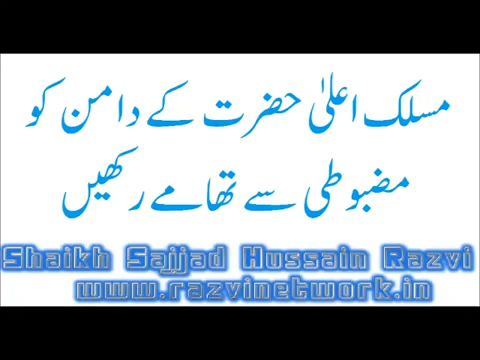 مسلک اعلیٰ حضرت کے دامن کو
مضبوطی سے تھامے رکھیں
Shaikh Sajjad Hussain Razvi
www.razvinetwork.in